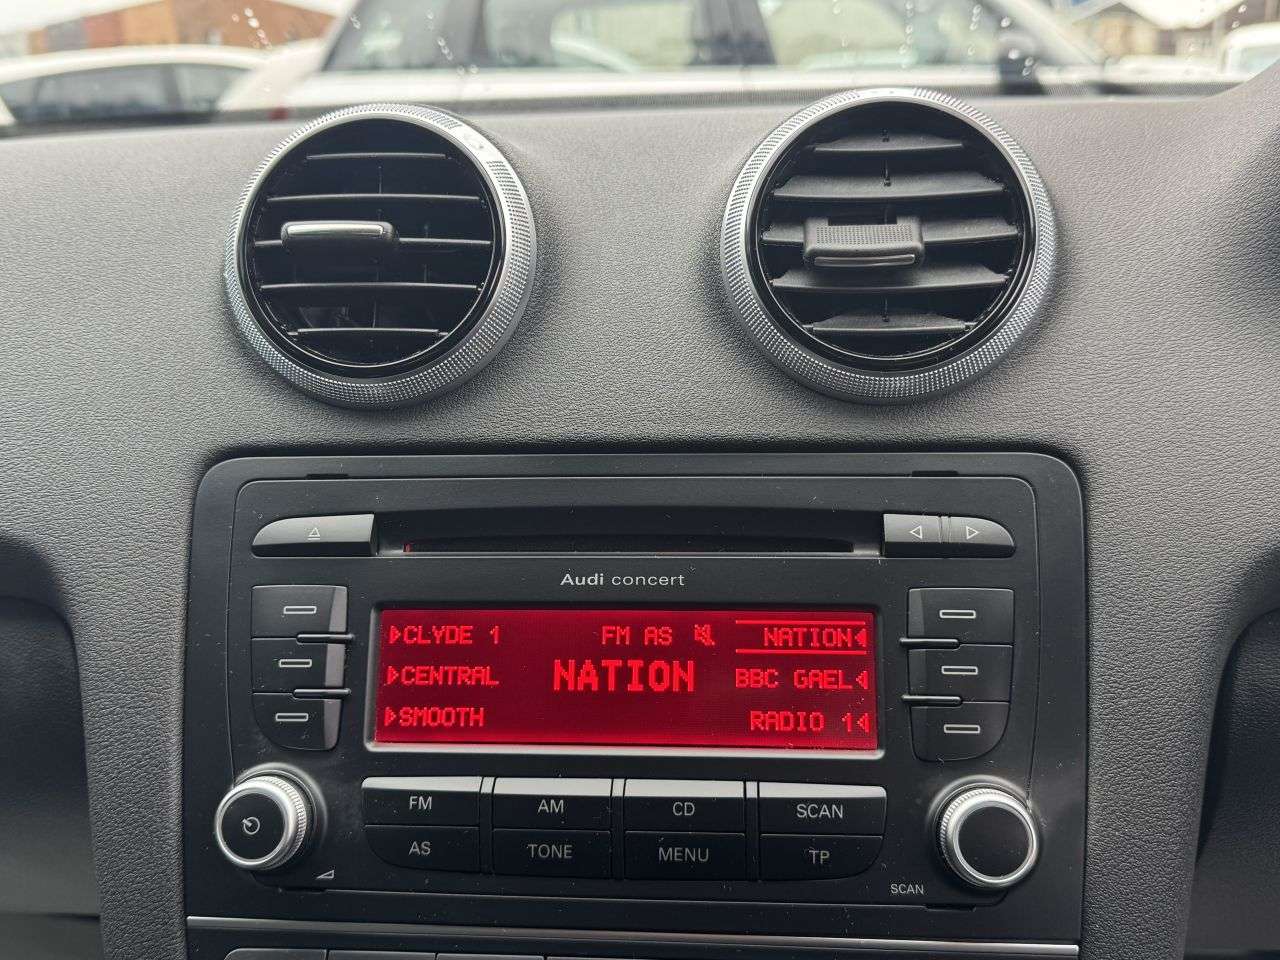 Audi concert
CLYDE 1 FM AS NATION
CENTRAL NATION BBC GAEL
SMOOTH RADIO 1
FM AM CD SCAN
AS TONE MENU TP
SCAN